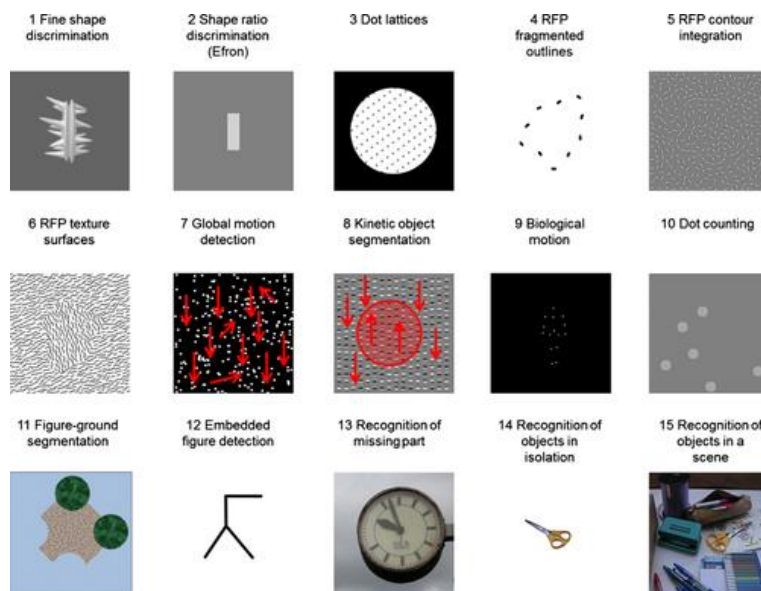 1 Fine shape
discrimination
2 Shape ratio
discrimination
(Efron)
3 Dot lattices
4 RFP
fragmented
outlines
5 RFP contour
integration
6 RFP texture
surfaces
7 Global motion
detection
8 Kinetic object
segmentation
9 Biological
motion
10 Dot counting
11 Figure-ground
segmentation
12 Embedded
figure detection
13 Recognition of
missing part
14 Recognition of
objects in
isolation
15 Recognition of
objects in a
scene